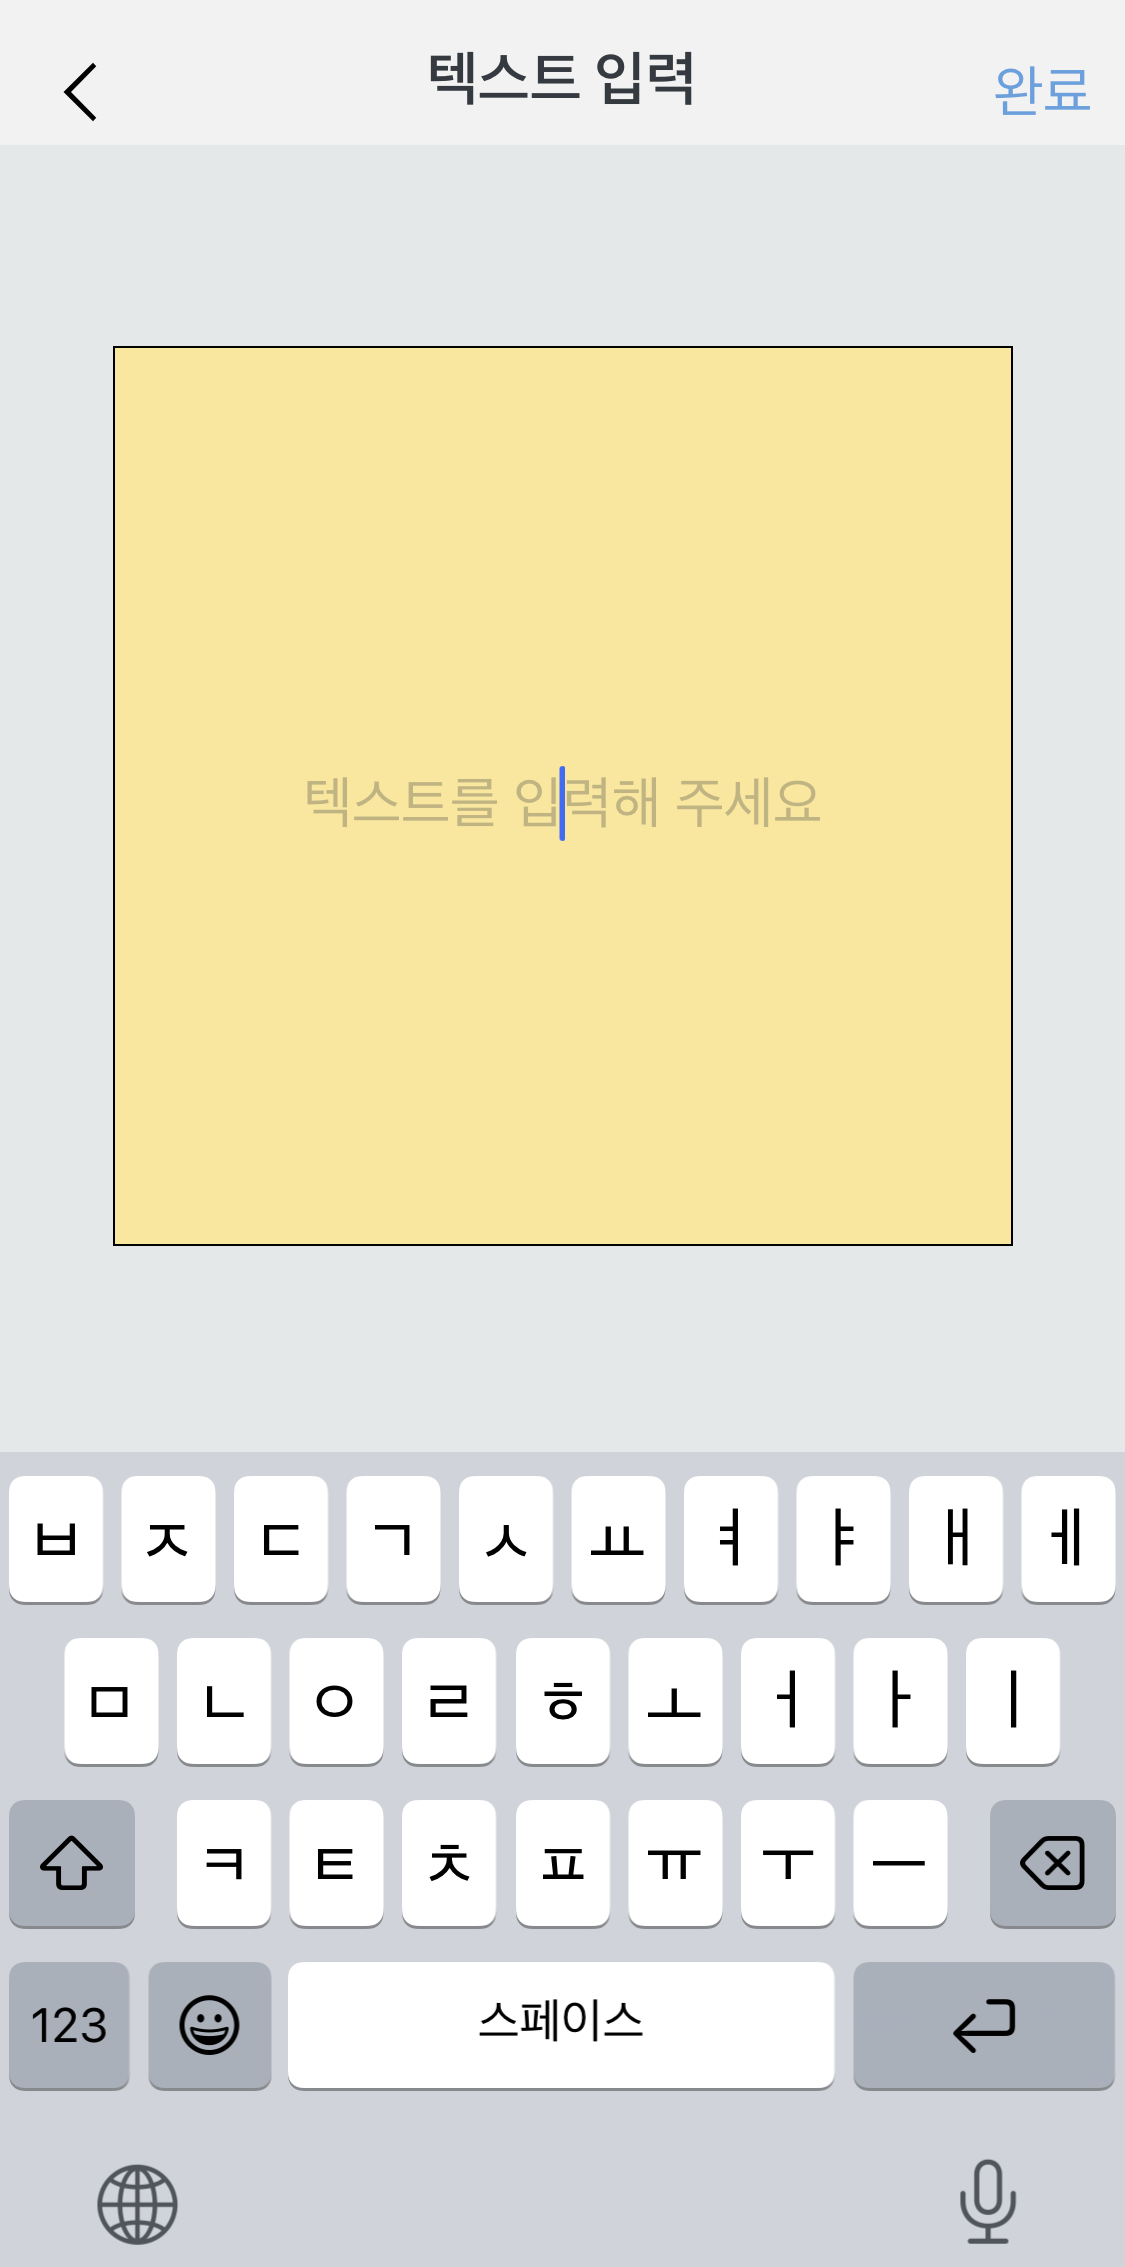 텍스트 입력
완료
텍스트를 입력해 주세요
ㅂ ㅈ ㄷ ㄱ ㅅ ㅛ ㅕ ㅑ ㅐ ㅔ
ㅁ ㄴ ㅇ ㄹ ㅎ ㅗ ㅓ ㅏ ㅣ
ㅋ ㅌ ㅊ ㅍ ㅠ ㅜ ㅡ
123 스페이스